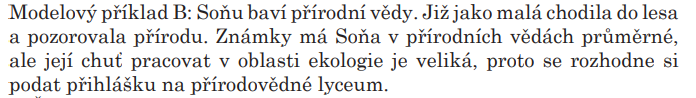 Modelový příklad B: Soňu baví přírodní vědy. Již jako malá chodila do lesa
a pozorovala přírodu. Známky má Soňa v přírodních vědách průměrné,
ale její chuť pracovat v oblasti ekologie je veliká, proto se rozhodne si
podat přihlášku na přírodovědné lyceum.